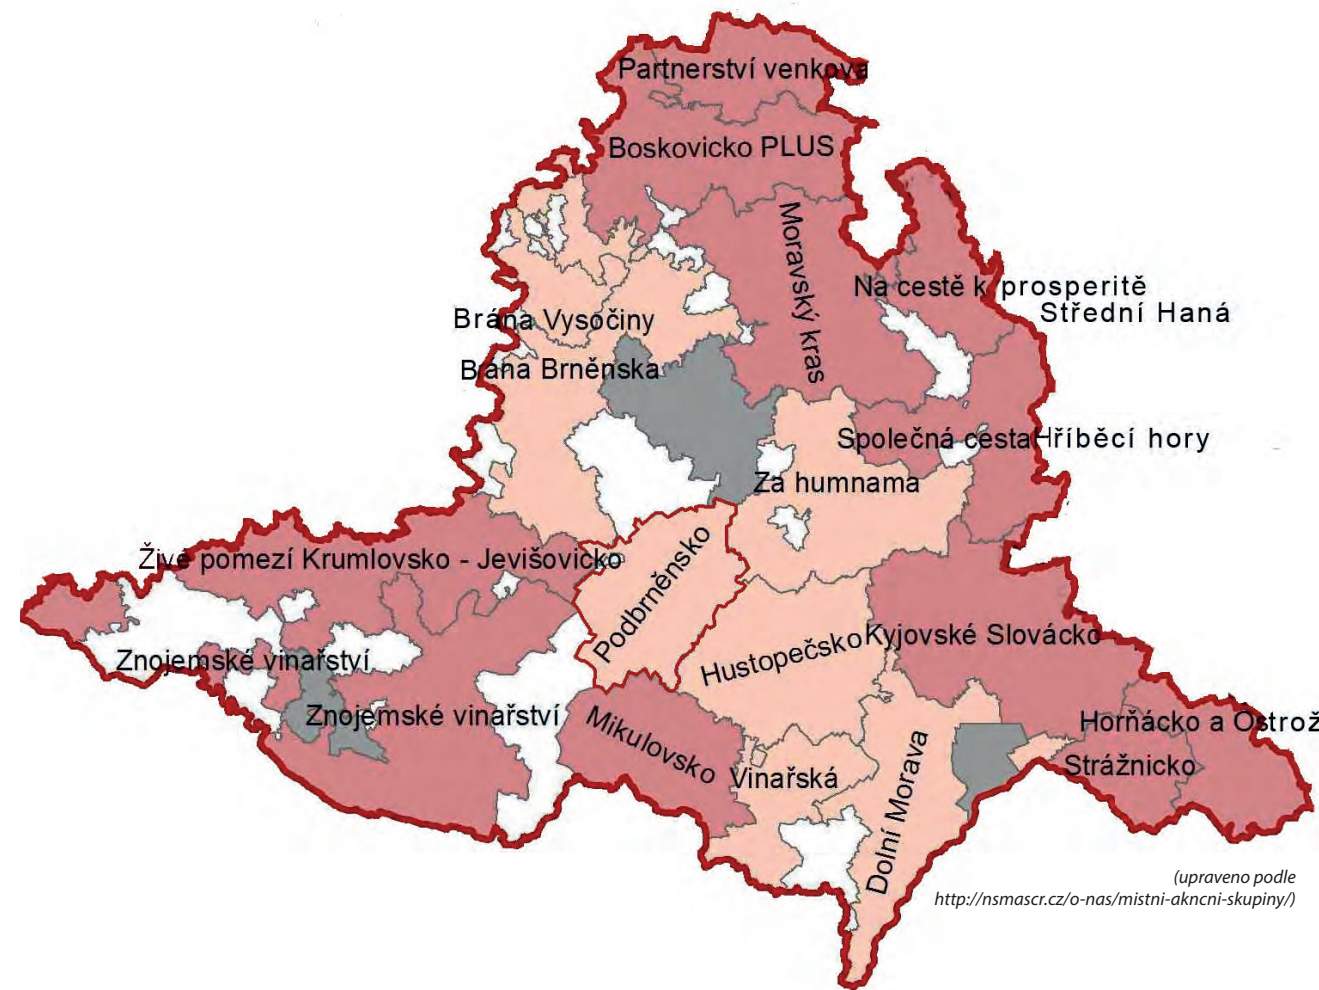 Partnerství venkova
Boskovicko PLUS
Moravský kras
Na cestě k prosperitě
Střední Haná
Brána Vysočiny
Brána Brněnska
Společná cesta
Hříběcí hory
Za humnama
Živé pomezí Krumlovsko - Jevišovicko
Podbrněnsko
Hustopečsko
Kyjovské Slovácko
Znojemské vinařství
Znojemské vinařství
Mikulovsko
Horňácko a Ostrož
Strážnicko
Vinařská
Dolní Morava
(upraveno podle
http://nsmascr.cz/o-nas/mistni-akncni-skupiny/)